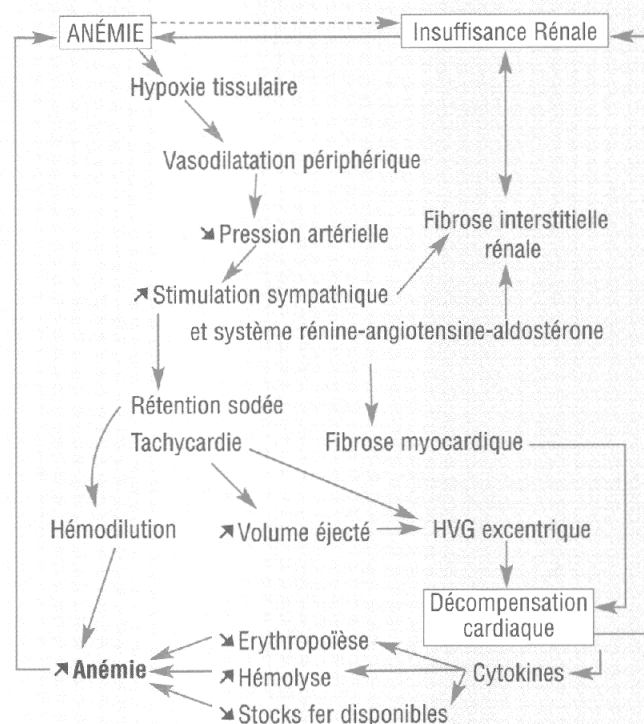 ANÉMIE
Insuffisance Rénale
Hypoxie tissulaire
Vasodilatation périphérique
↘ Pression artérielle
Fibrose interstitielle
rénale
↗ Stimulation sympathique
et système rénine-angiotensine-aldostérone
Rétention sodée
Tachycardie
Fibrose myocardique
Hémodilution
↗ Volume éjecté
HVG excentrique
Décompensation
cardiaque
↗ Anémie
↘ Erythropoïèse
↗ Hémolyse
↘ Stocks fer disponibles
Cytokines